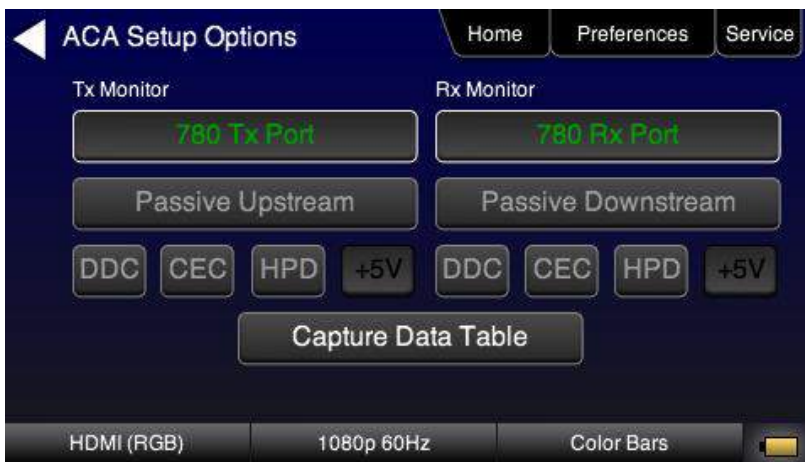 ACA Setup Options
Home
Preferences
Service
Tx Monitor
Rx Monitor
780 Tx Port
780 Rx Port
Passive Upstream
Passive Downstream
DDC CEC HPD +5V
DDC CEC HPD +5V
Capture Data Table
HDMI (RGB)
1080p 60Hz
Color Bars